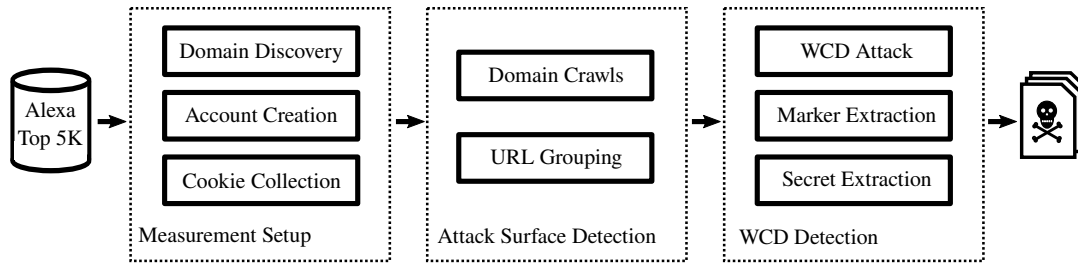 Alexa
Top 5K
Domain Discovery
Account Creation
Cookie Collection
Measurement Setup
Domain Crawls
URL Grouping
Attack Surface Detection
WCD Attack
Marker Extraction
Secret Extraction
WCD Detection